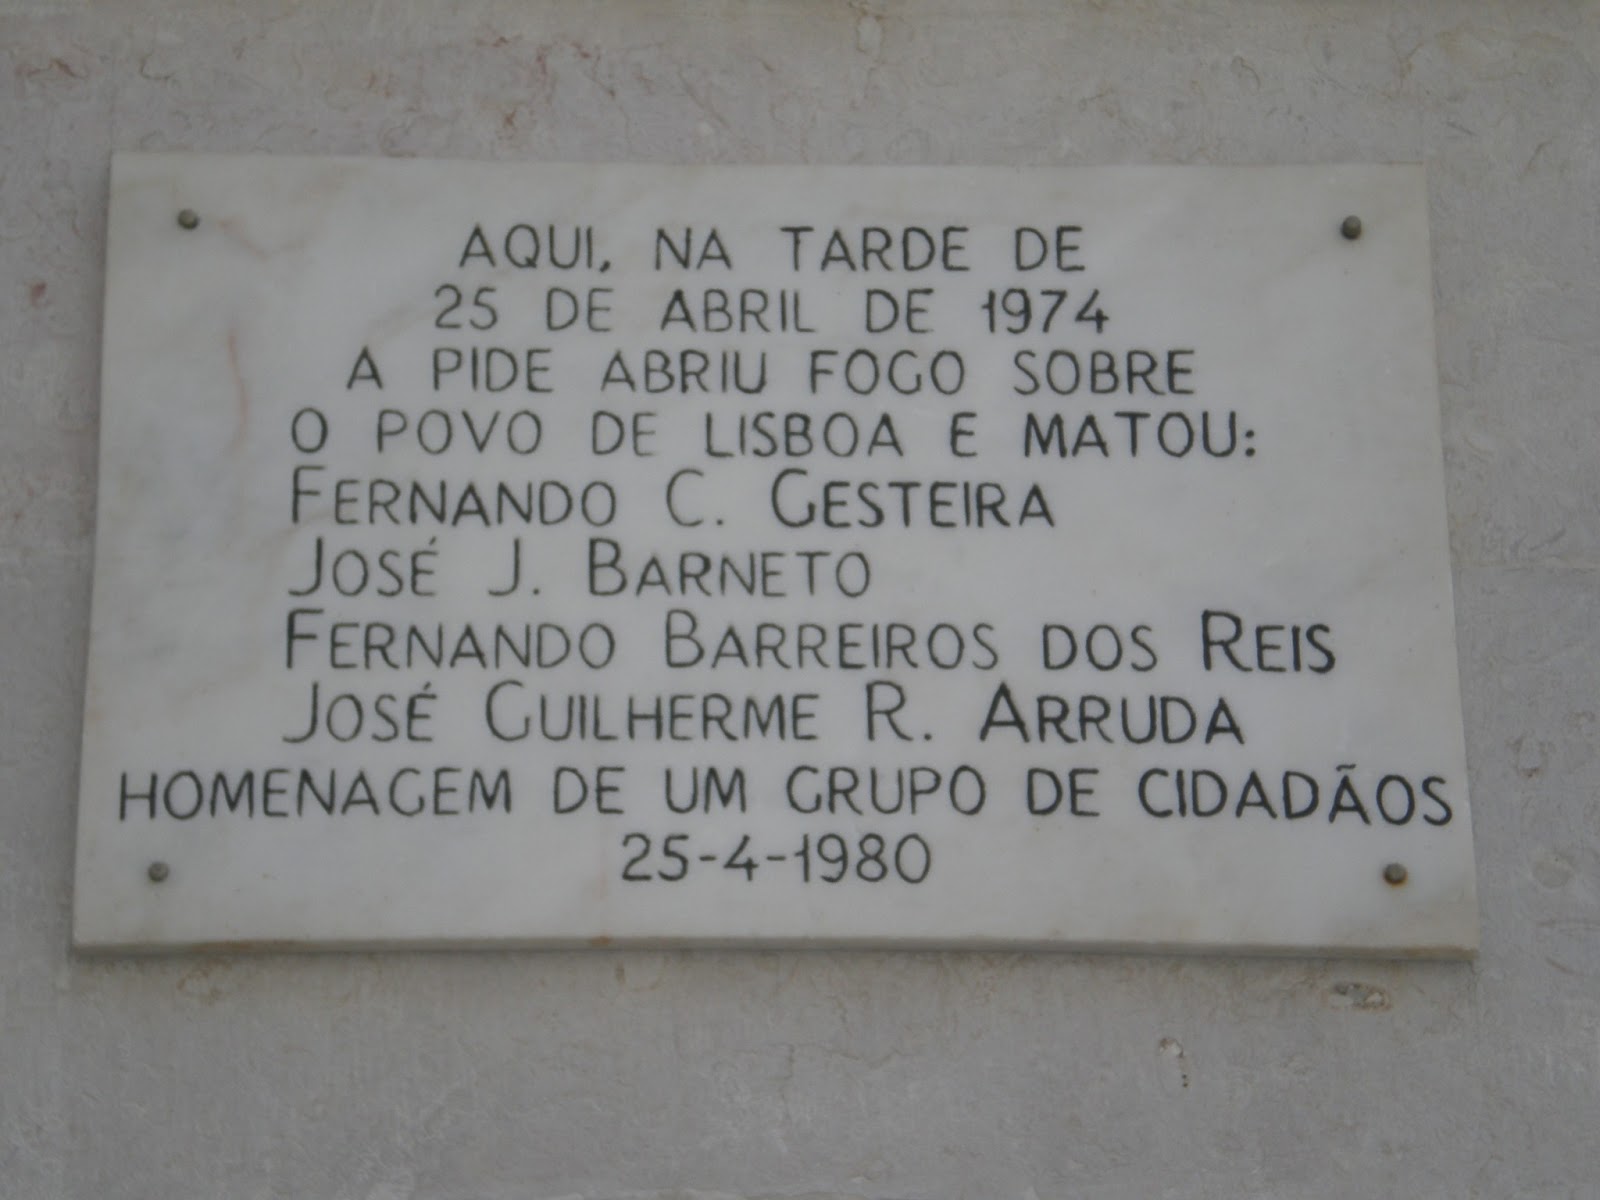 AQUI, NA TARDE DE
25 DE ABRIL DE 1974
A PIDE ABRIU FOGO SOBRE
O POVO DE LISBOA E MATOU:
FERNANDO C. GESTEIRA
JOSÉ J. BARNETO
FERNANDO BARREIROS DOS REIS
JOSÉ GUILHERME R. ARRUDA
HOMENAGEM DE UM GRUPO DE CIDADÃOS
25-4-1980